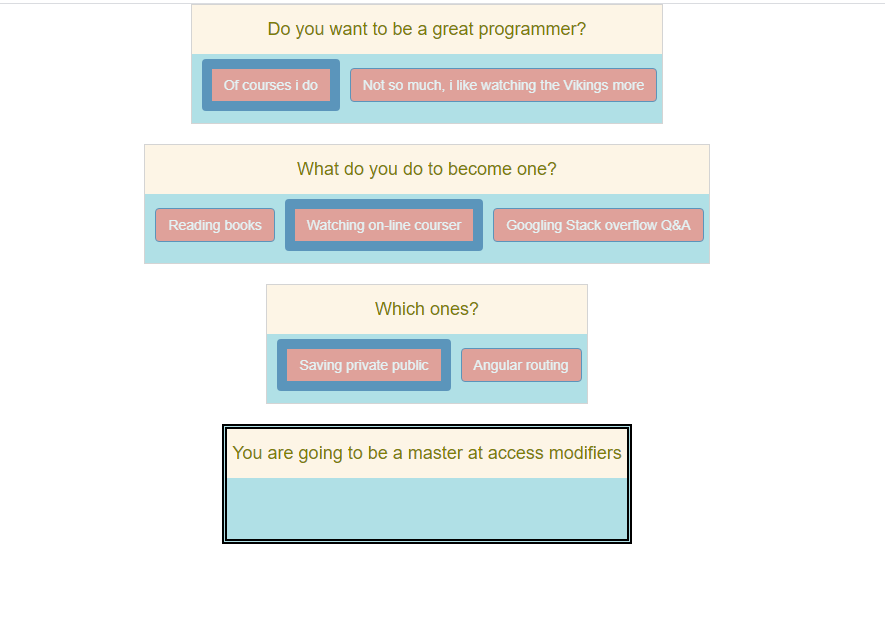 Do you want to be a great programmer?
Of courses i do
Not so much, i like watching the Vikings more
What do you do to become one?
Reading books
Watching on-line courser
Googling Stack overflow Q&A
Which ones?
Saving private public
Angular routing
You are going to be a master at access modifiers